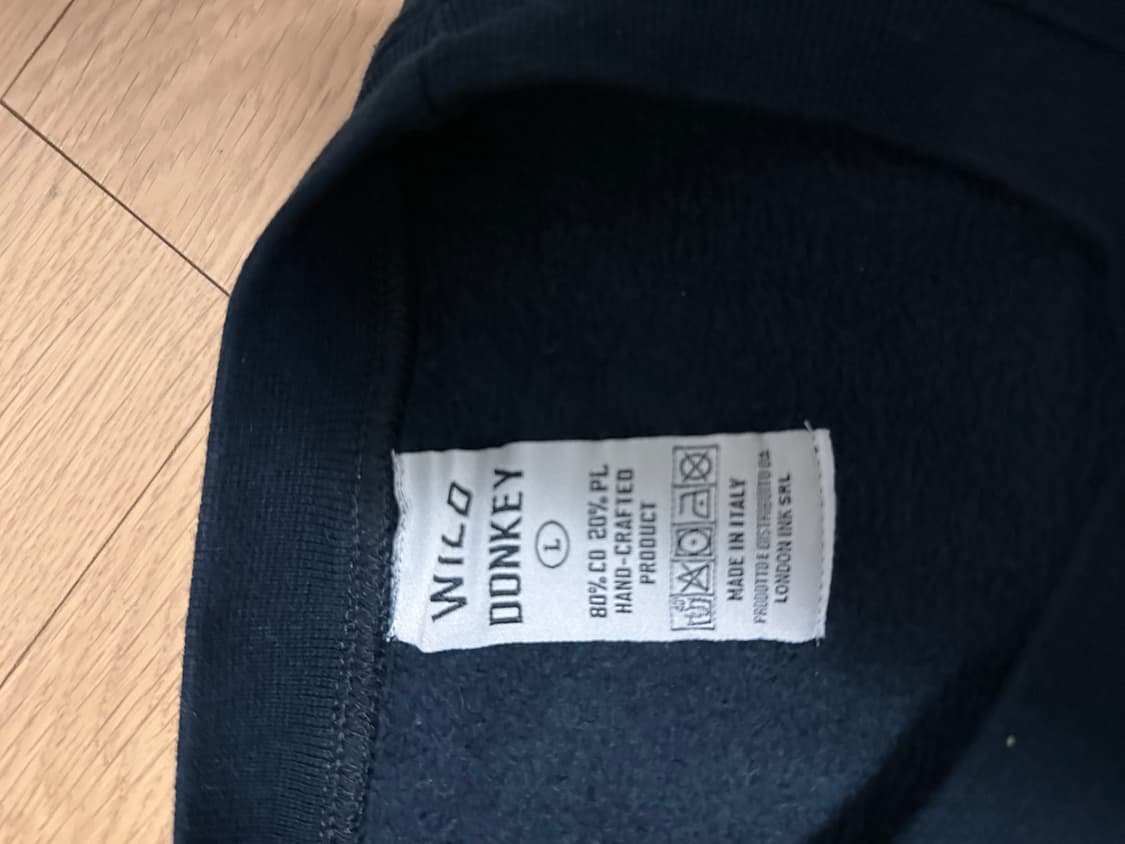 WILD
DONKEY
L
80% CO 20% PL
HAND-CRAFTED
PRODUCT
MADE IN ITALY
PRODOTTO E DISTRIBUITO DA
LONDON INK SRL